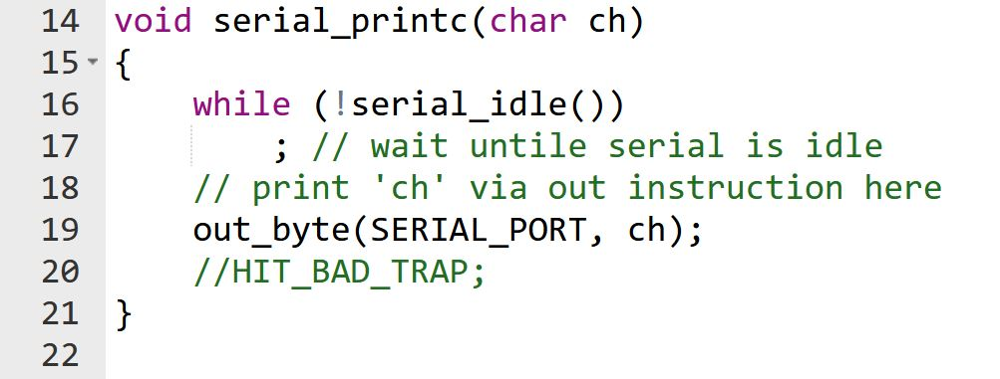 14 void serial_printc(char ch)
15 {
16     while (!serial_idle())
17         ; // wait untile serial is idle
18     // print 'ch' via out instruction here
19     out_byte(SERIAL_PORT, ch);
20     //HIT_BAD_TRAP;
21 }
22